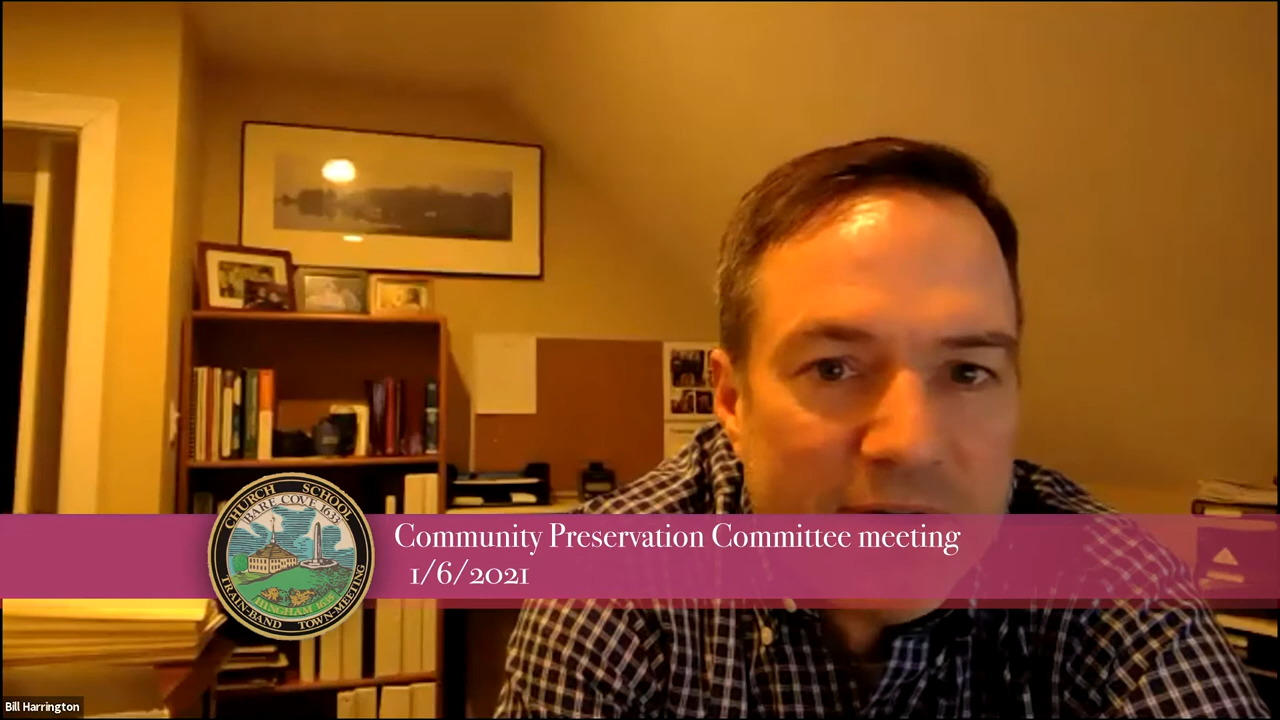 Community Preservation Committee meeting
1/6/2021
CHURCH SCHOOL
BARE COVE 1633
HINGHAM 1635
TRAIN-BAND TOWN-MEETING
Bill Harrington